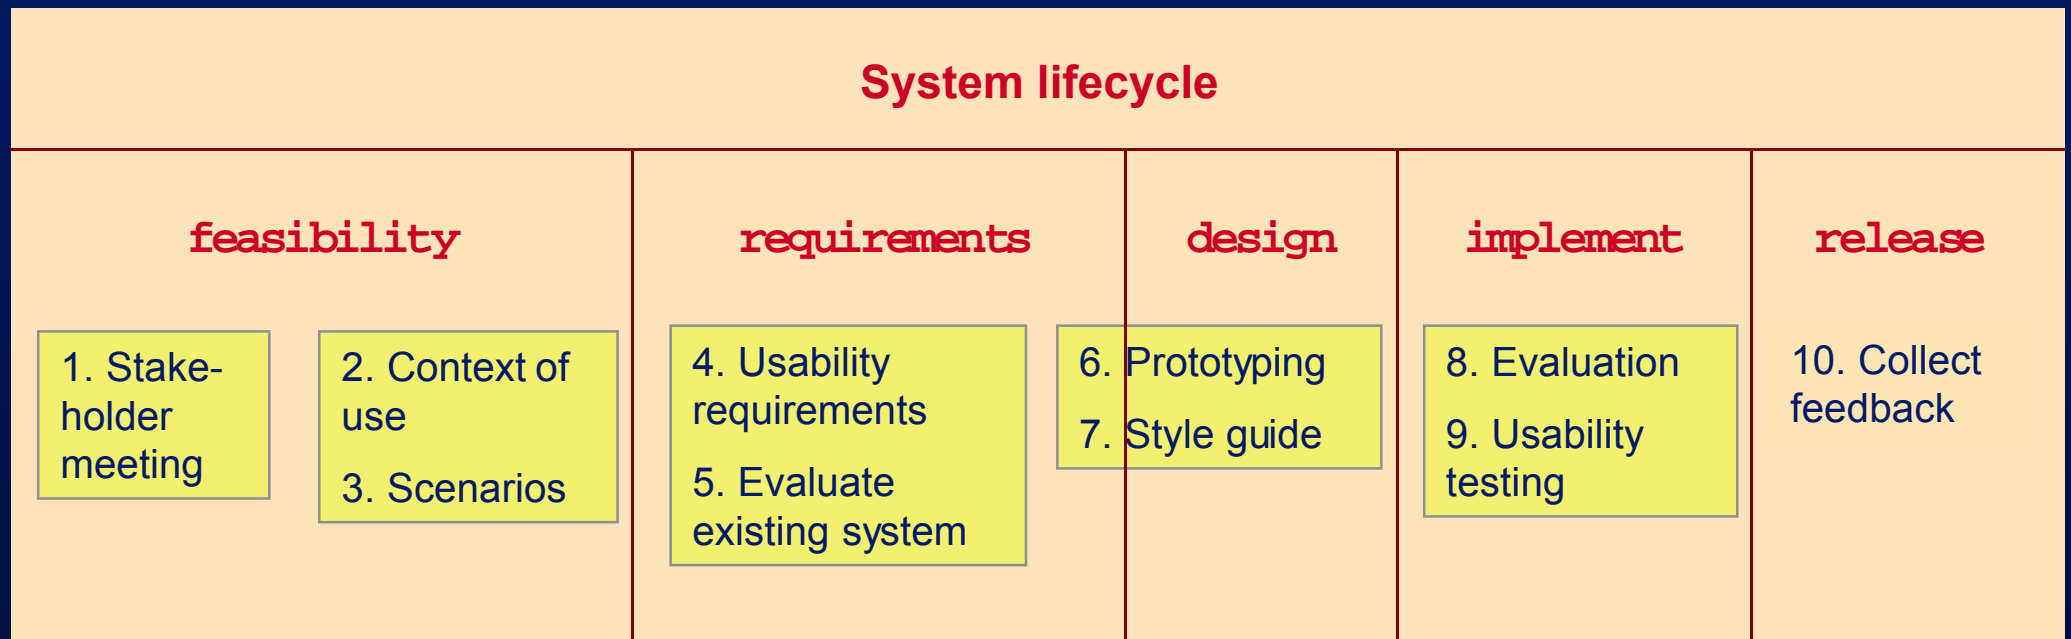 System lifecycle
feasibility
requirements
design
implement
release
1. Stake-
holder
meeting
2. Context of
use
3. Scenarios
4. Usability
requirements
5. Evaluate
existing system
6. Prototyping
7. Style guide
8. Evaluation
9. Usability
testing
10. Collect
feedback